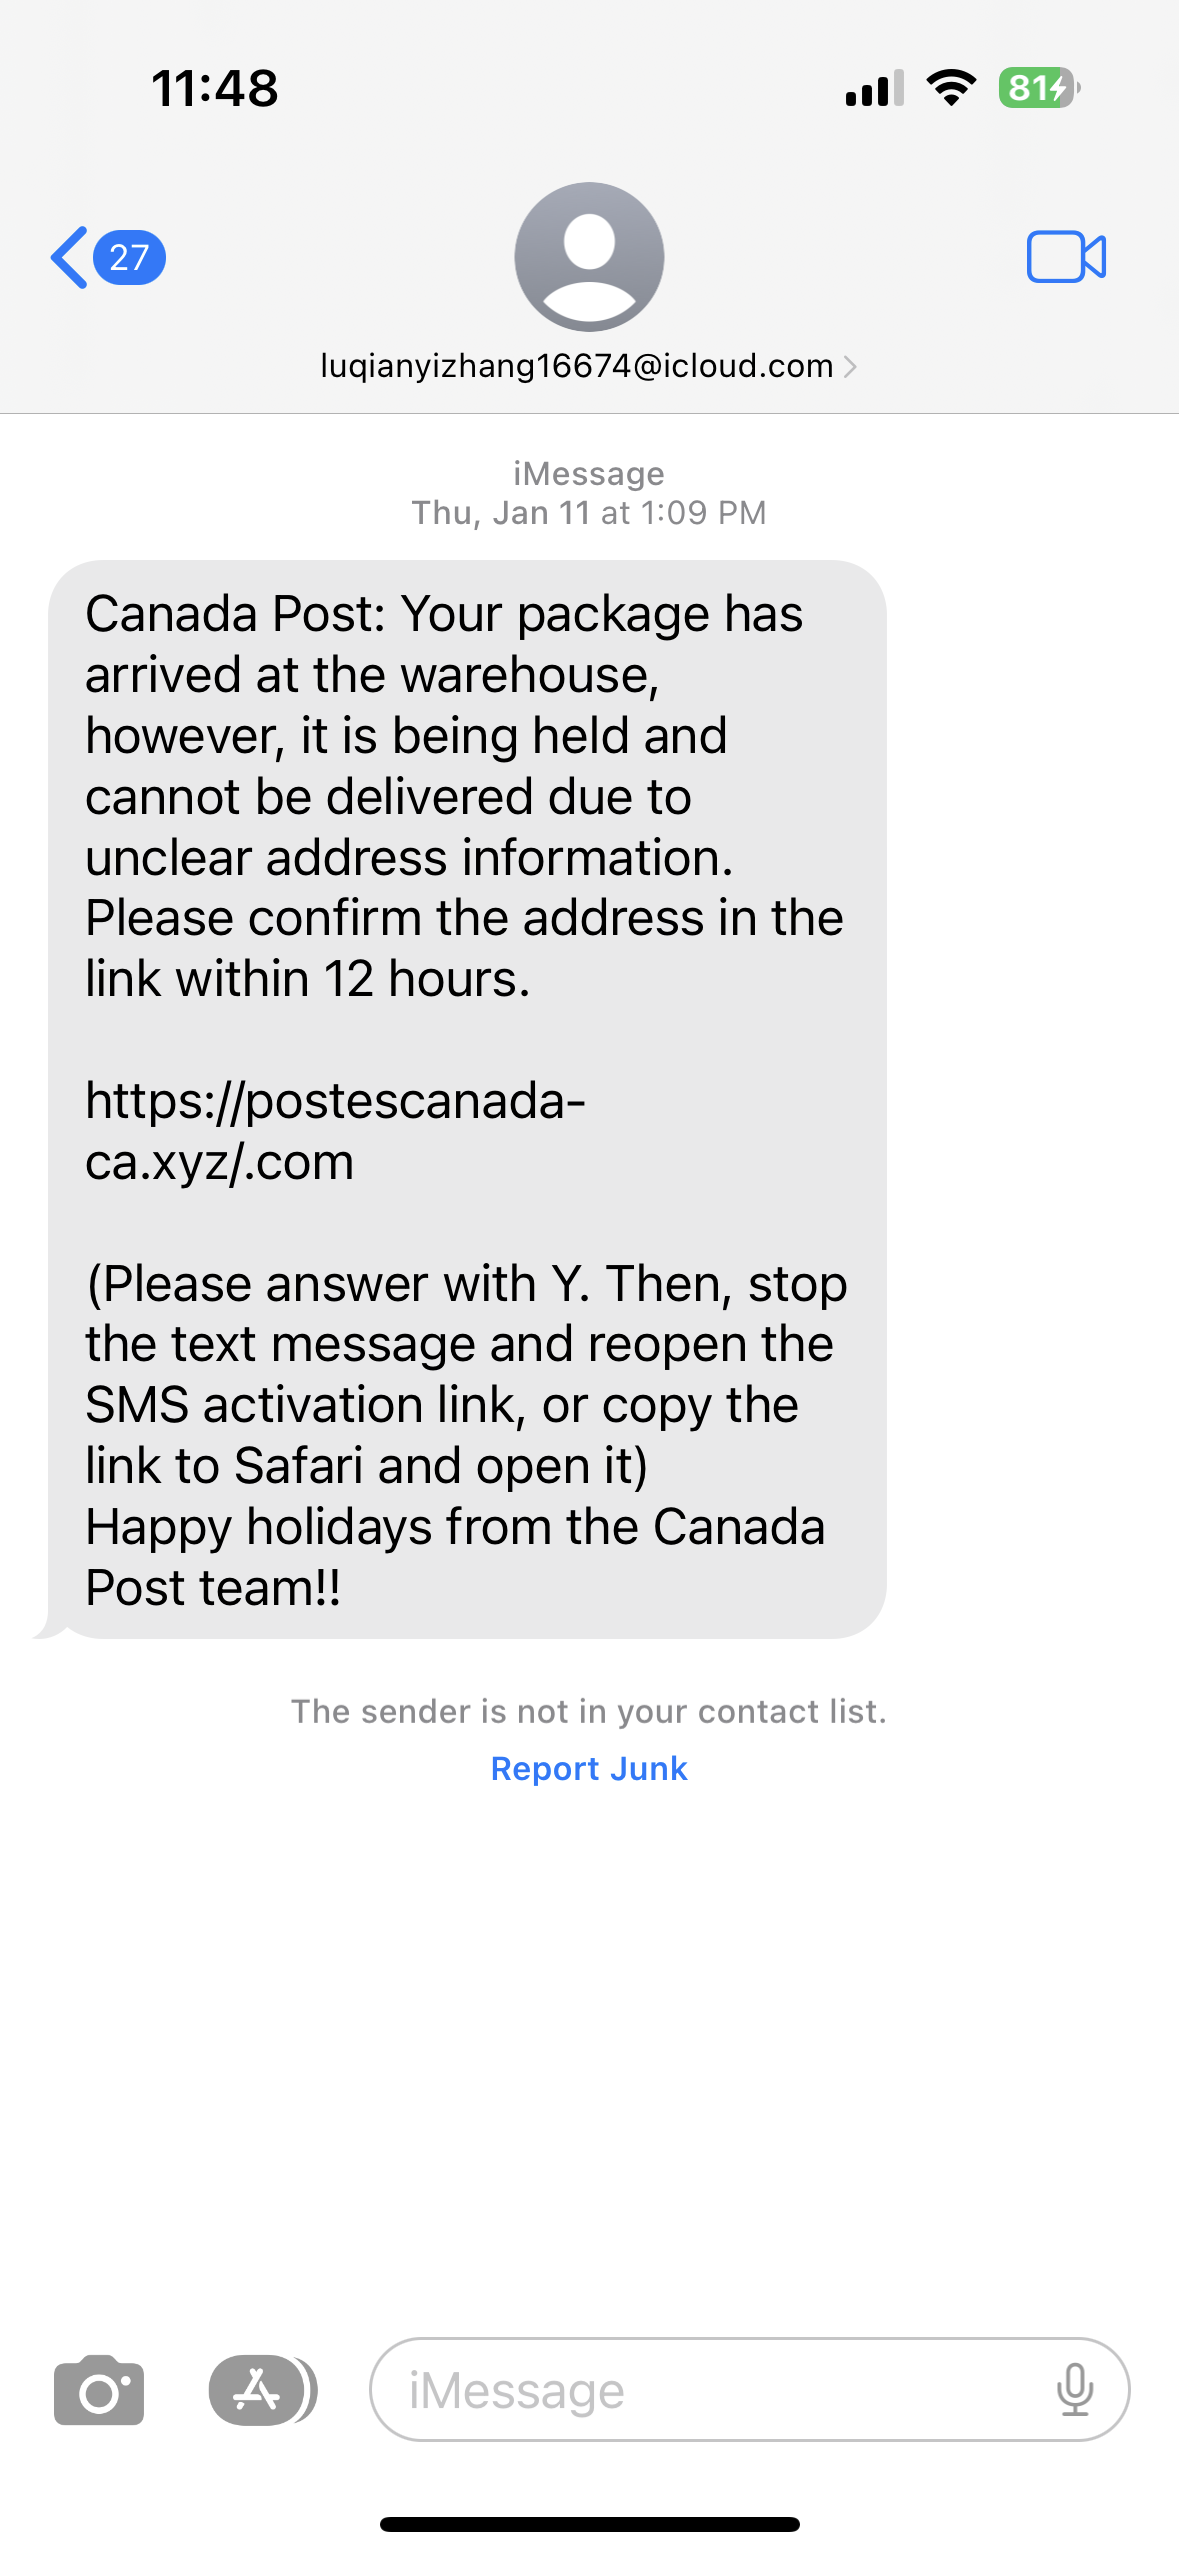 11:48
81
27
luqianyizhang16674@icloud.com
iMessage
Thu, Jan 11 at 1:09 PM
Canada Post: Your package has
arrived at the warehouse,
however, it is being held and
cannot be delivered due to
unclear address information.
Please confirm the address in the
link within 12 hours.
https://postescanada-
ca.xyz/.com
(Please answer with Y. Then, stop
the text message and reopen the
SMS activation link, or copy the
link to Safari and open it)
Happy holidays from the Canada
Post team!!
The sender is not in your contact list.
Report Junk
iMessage